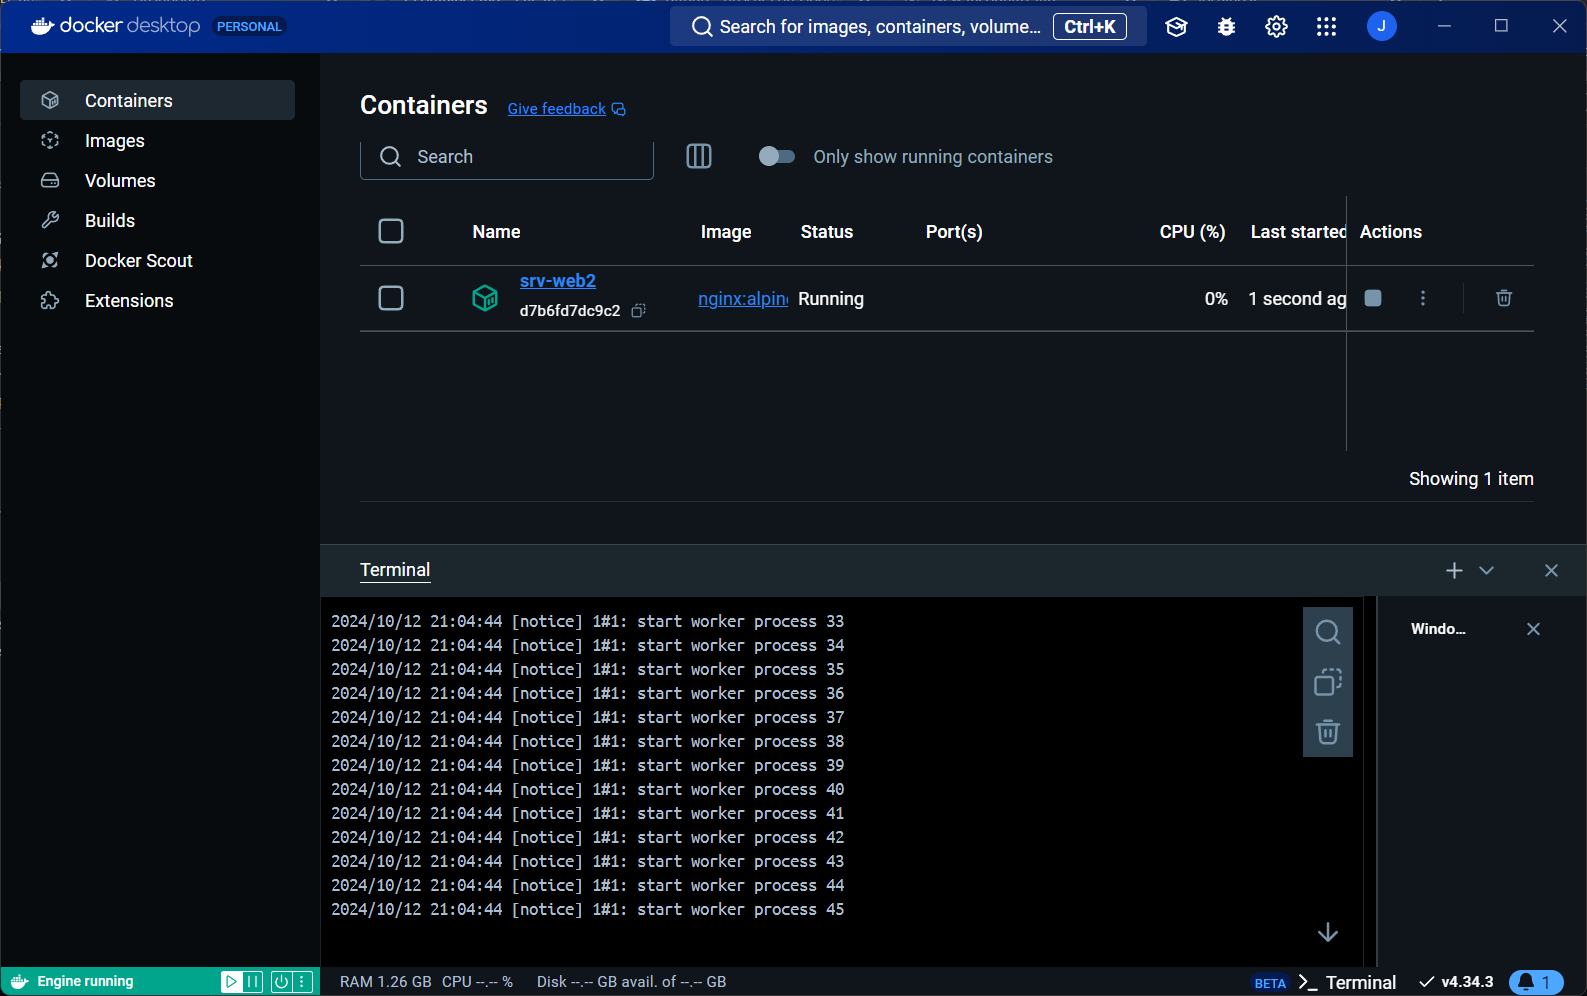 docker desktop PERSONAL
Search for images, containers, volume... Ctrl+K
J
Containers
Images
Volumes
Builds
Docker Scout
Extensions
Containers Give feedback
Search
Only show running containers
Name Image Status Port(s) CPU (%) Last started Actions
srv-web2
d7b6fd7dc9c2
nginx:alpin Running 0% 1 second ag
Showing 1 item
Terminal
2024/10/12 21:04:44 [notice] 1#1: start worker process 33
2024/10/12 21:04:44 [notice] 1#1: start worker process 34
2024/10/12 21:04:44 [notice] 1#1: start worker process 35
2024/10/12 21:04:44 [notice] 1#1: start worker process 36
2024/10/12 21:04:44 [notice] 1#1: start worker process 37
2024/10/12 21:04:44 [notice] 1#1: start worker process 38
2024/10/12 21:04:44 [notice] 1#1: start worker process 39
2024/10/12 21:04:44 [notice] 1#1: start worker process 40
2024/10/12 21:04:44 [notice] 1#1: start worker process 41
2024/10/12 21:04:44 [notice] 1#1: start worker process 42
2024/10/12 21:04:44 [notice] 1#1: start worker process 43
2024/10/12 21:04:44 [notice] 1#1: start worker process 44
2024/10/12 21:04:44 [notice] 1#1: start worker process 45
Windo...
Engine running
RAM 1.26 GB CPU --.-- % Disk --.-- GB avail. of --.-- GB
BETA Terminal v4.34.3 1